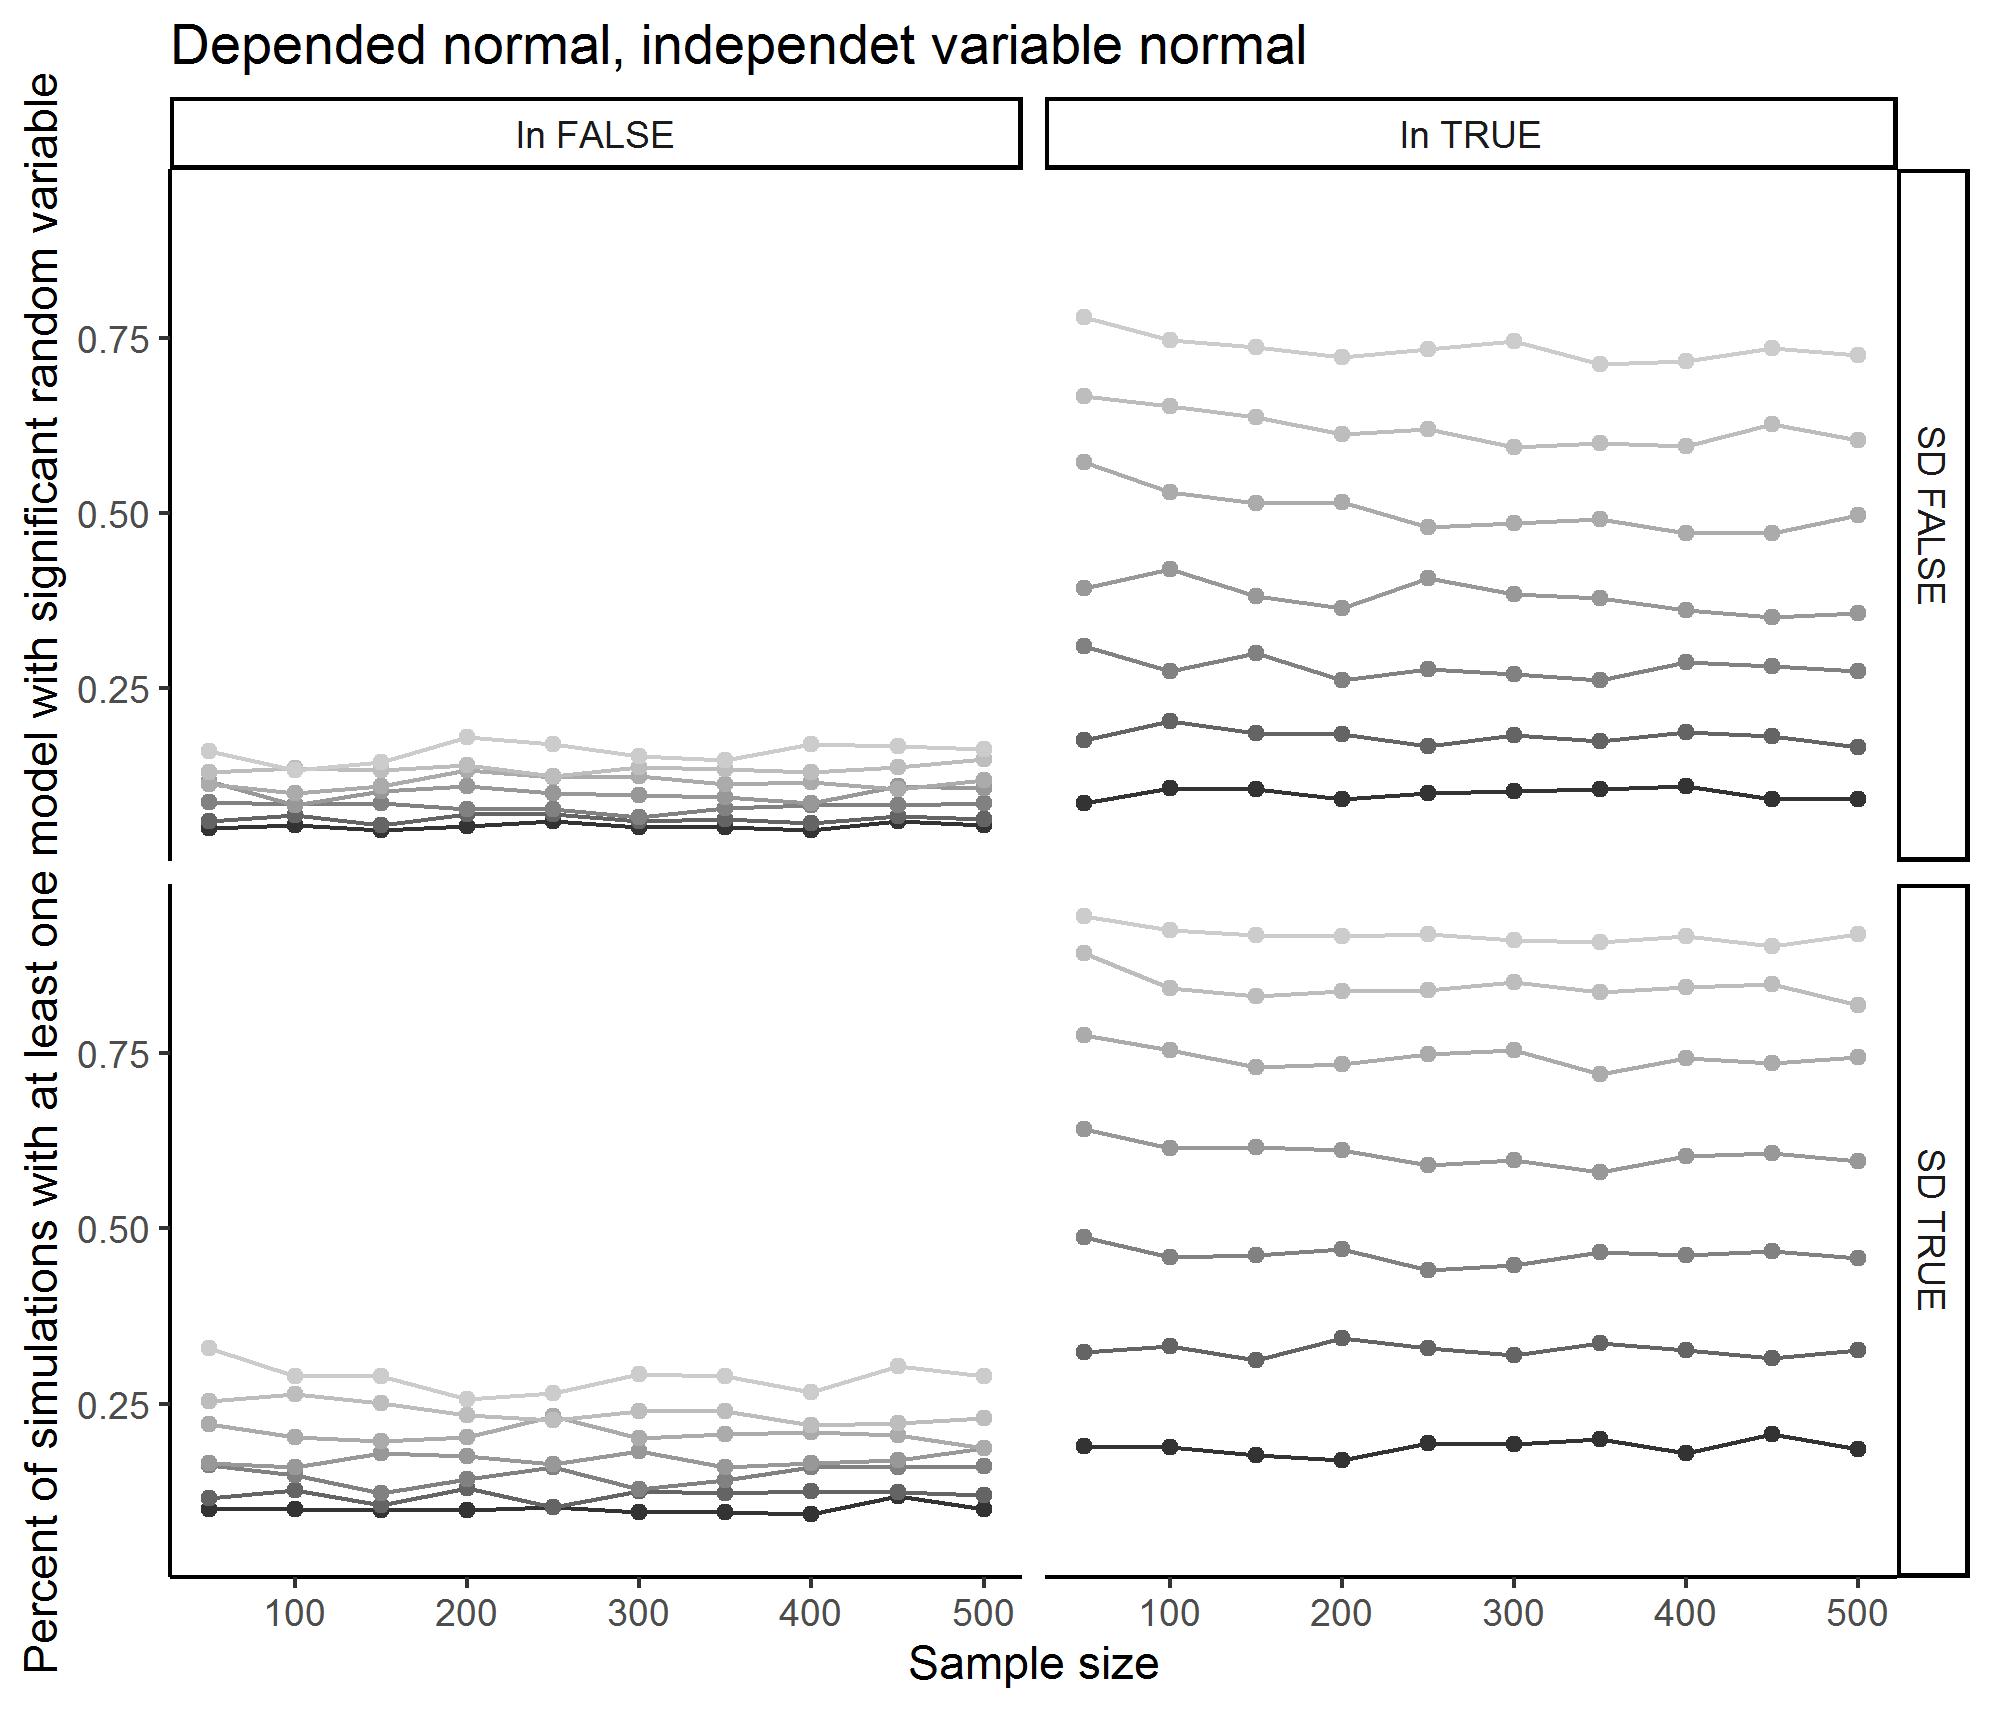 Depended normal, independet variable normal
In FALSE
In TRUE
Percent of simulations with at least one model with significant random variable
0.75
0.50
0.25
SD FALSE
0.75
0.50
0.25
SD TRUE
100 200 300 400 500
100 200 300 400 500
Sample size